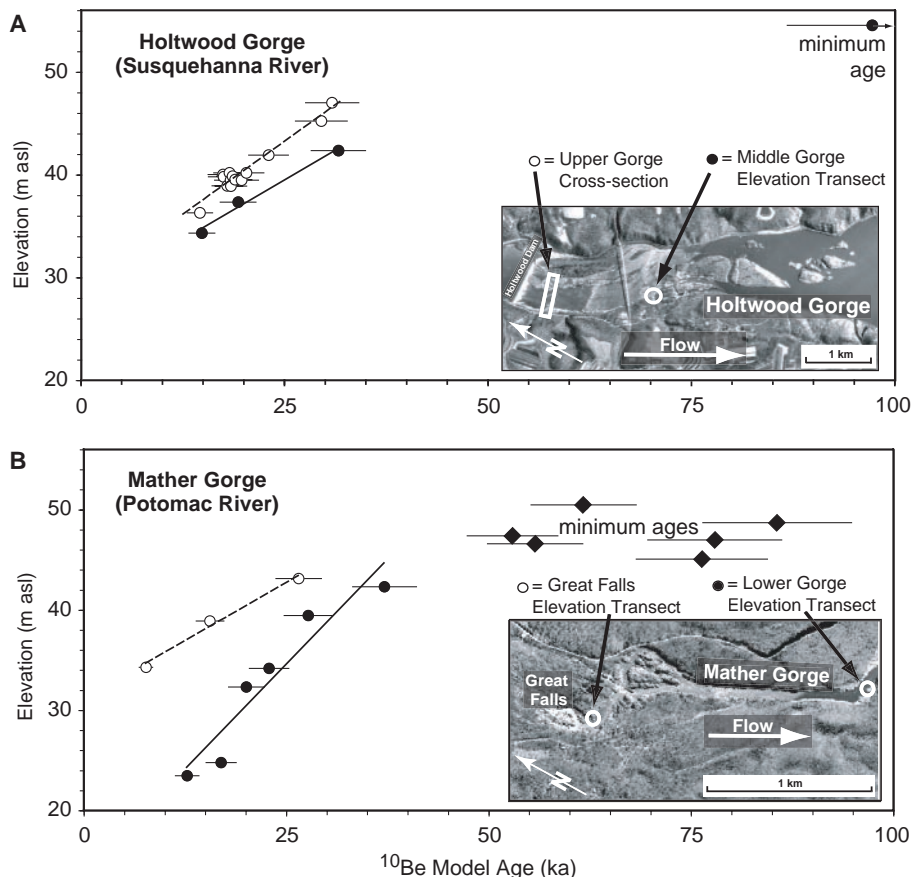 A
Holtwood Gorge
(Susquehanna River)
minimum
age
50
40
30
20
Elevation (m asl)
= Upper Gorge
Cross-section
= Middle Gorge
Elevation Transect
Holtwood Dam
Holtwood Gorge
N
Flow
1 km
0
25
50
75
100
B
Mather Gorge
(Potomac River)
minimum ages
50
40
30
20
Elevation (m asl)
= Great Falls
Elevation Transect
= Lower Gorge
Elevation Transect
Great
Falls
Mather Gorge
Flow
N
1 km
0
25
50
75
100
10Be Model Age (ka)